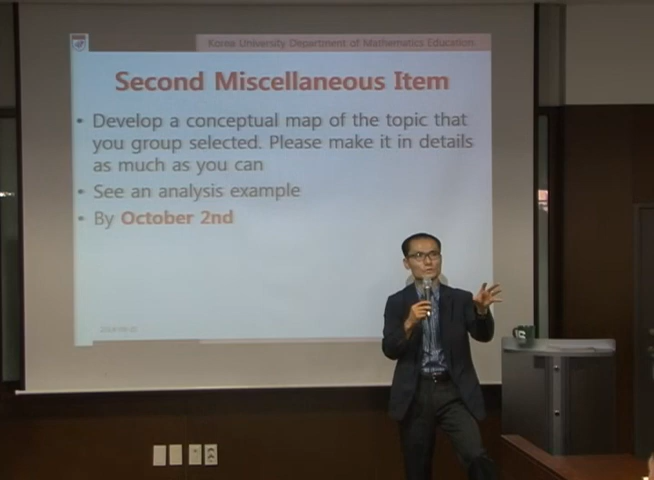 Korea University Department of Mathematics Education
Second Miscellaneous Item
• Develop a conceptual map of the topic that
you group selected. Please make it in details
as much as you can
• See an analysis example
• By October 2nd